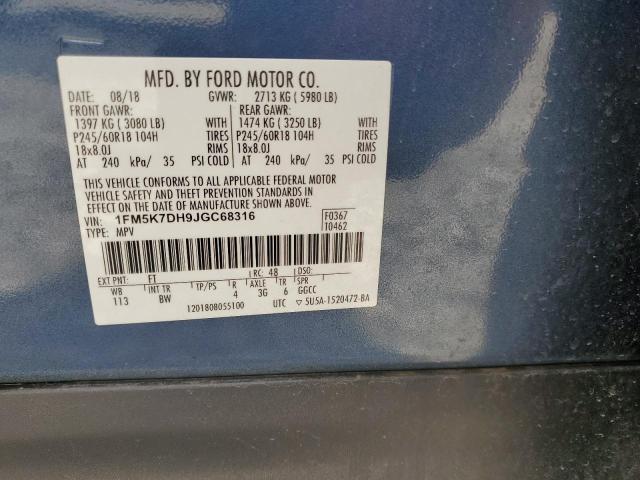 MFD. BY FORD MOTOR CO.
DATE: 08/18 GVWR: 2713 KG ( 5980 LB)
FRONT GAWR: REAR GAWR:
1397 KG ( 3080 LB) WITH 1474 KG ( 3250 LB) WITH
P245/60R18 104H TIRES P245/60R18 104H TIRES
18x8.0J RIMS 18x8.0J RIMS
AT 240 kPa/ 35 PSI COLD AT 240 kPa/ 35 PSI COLD
THIS VEHICLE CONFORMS TO ALL APPLICABLE FEDERAL MOTOR
VEHICLE SAFETY AND THEFT PREVENTION STANDARDS IN
EFFECT ON THE DATE OF MANUFACTURE SHOWN ABOVE.
VIN: 1FM5K7DH9JGC68316 F0367
TYPE: MPV T0462
EXT PNT: FT RC: 48 DSO:
WB INT TR TP/PS R AXLE TR SPR
113 BW 4 3G 6 GGCC
1201808055100 UTC ▽ 5U5A-1520472-BA